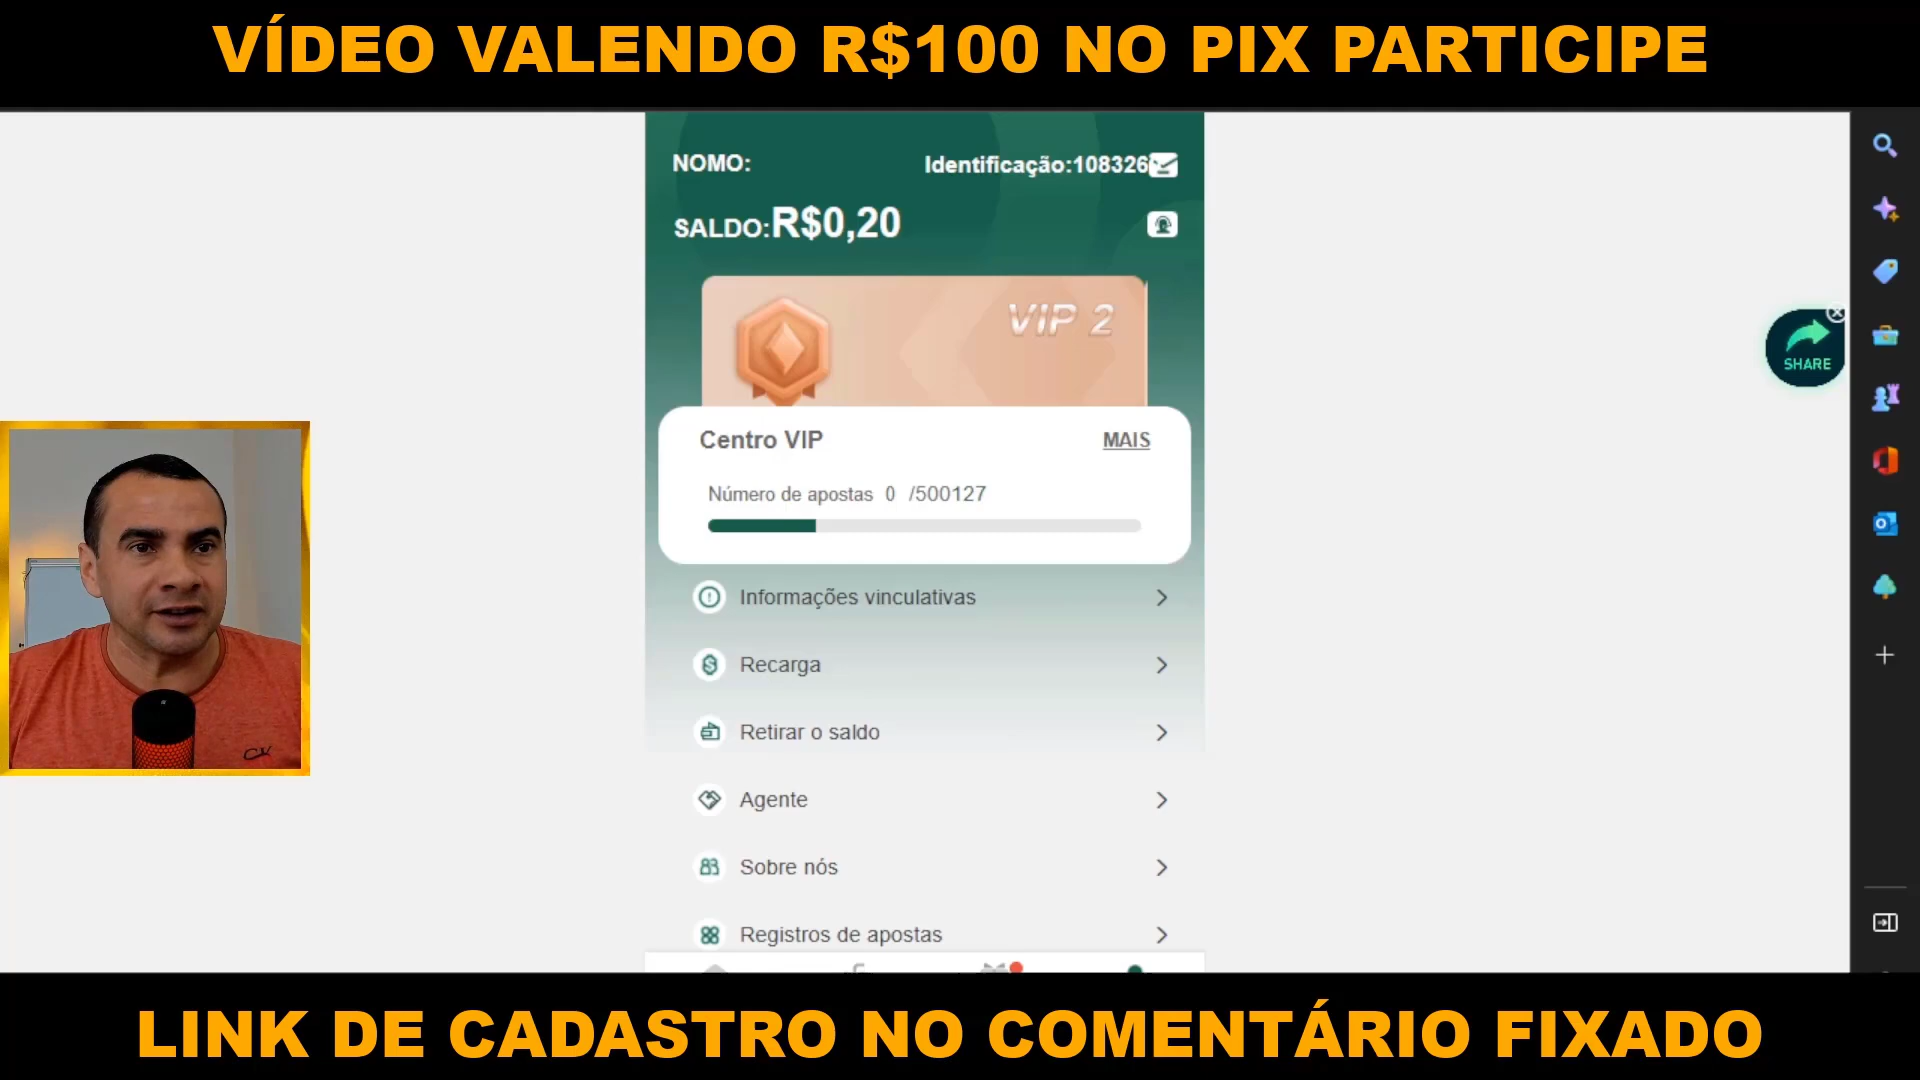 VÍDEO VALENDO R$100 NO PIX PARTICIPE
NOMO:
Identificação:108326
SALDO:R$0,20
VIP 2
SHARE
Centro VIP
MAIS
Número de apostas 0 /500127
Informações vinculativas
Recarga
Retirar o saldo
Agente
Sobre nós
Registros de apostas
LINK DE CADASTRO NO COMENTÁRIO FIXADO